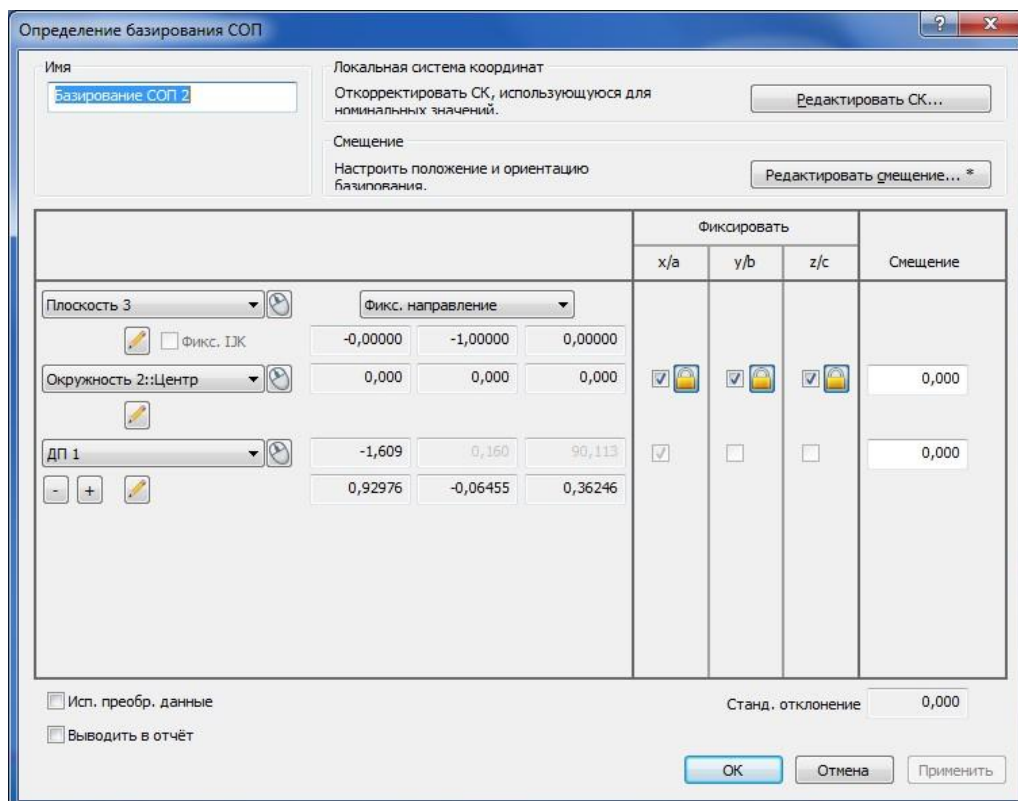 Определение базирования СОП
Имя
Базирование СОП 2
Локальная система координат
Откорректировать СК, использующуюся для
номинальных значений.
Редактировать СК...
Смещение
Настроить положение и ориентацию
базирования.
Редактировать смещение... *
Фиксировать
x/a y/b z/c Смещение
Плоскость 3 Фикс. направление
Фикс. IJK -0,00000 -1,00000 0,00000
Окружность 2::Центр 0,000 0,000 0,000 0,000
ДП 1 -1,609 0,160 90,113 0,000
- + 0,92976 -0,06455 0,36246
Исп. преобр. данные
Станд. отклонение 0,000
Выводить в отчёт
OK Отмена Применить